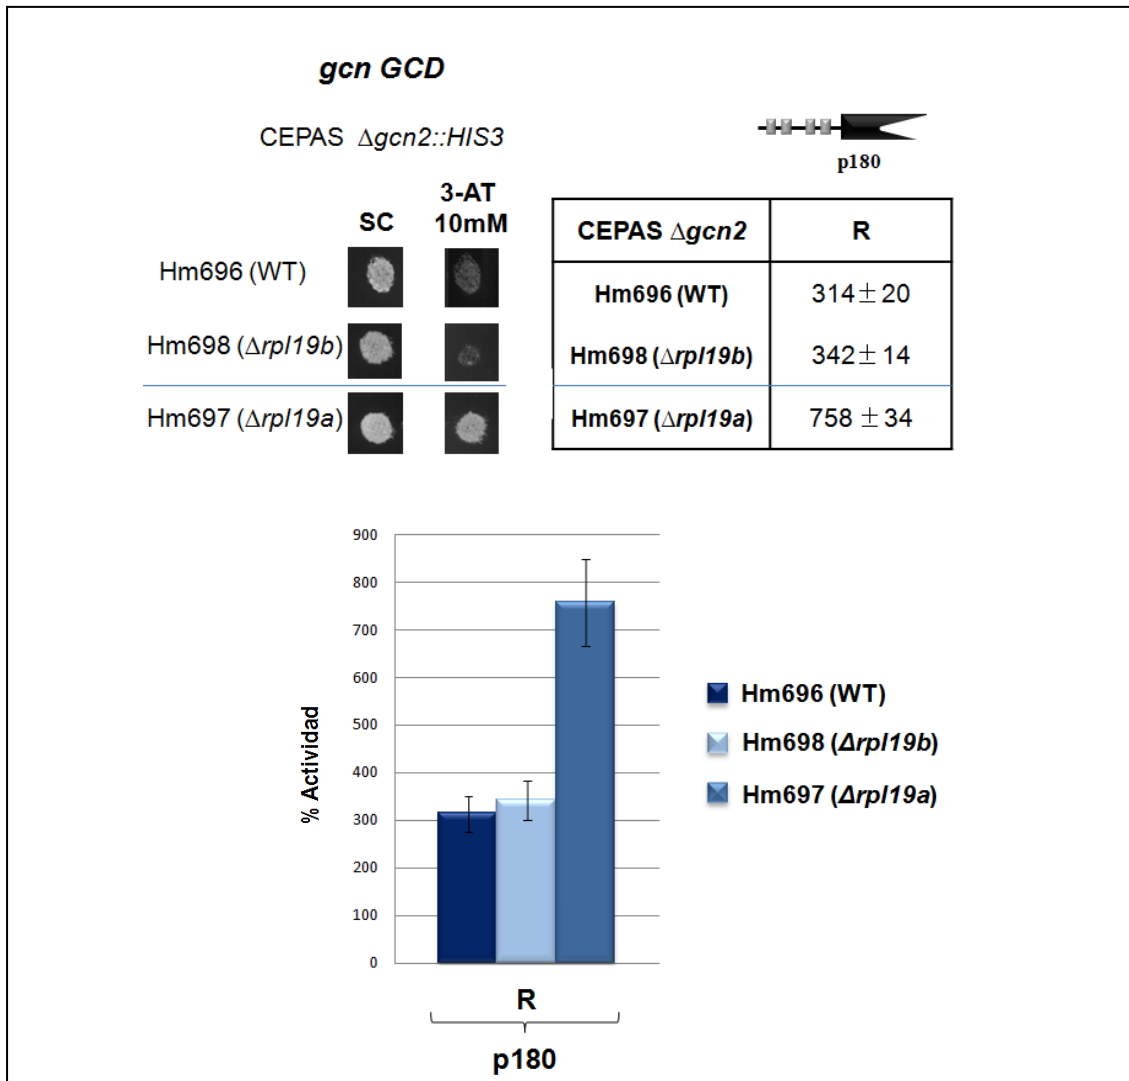 gcn GCD
CEPAS Δgcn2::HIS3
p180
SC
3-AT
10mM
Hm696 (WT)
Hm698 (Δrpl19b)
Hm697 (Δrpl19a)
CEPAS Δgcn2 R
Hm696 (WT) 314 ± 20
Hm698 (Δrpl19b) 342 ± 14
Hm697 (Δrpl19a) 758 ± 34
% Actividad
900
800
700
600
500
400
300
200
100
0
R
p180
Hm696 (WT)
Hm698 (Δrpl19b)
Hm697 (Δrpl19a)